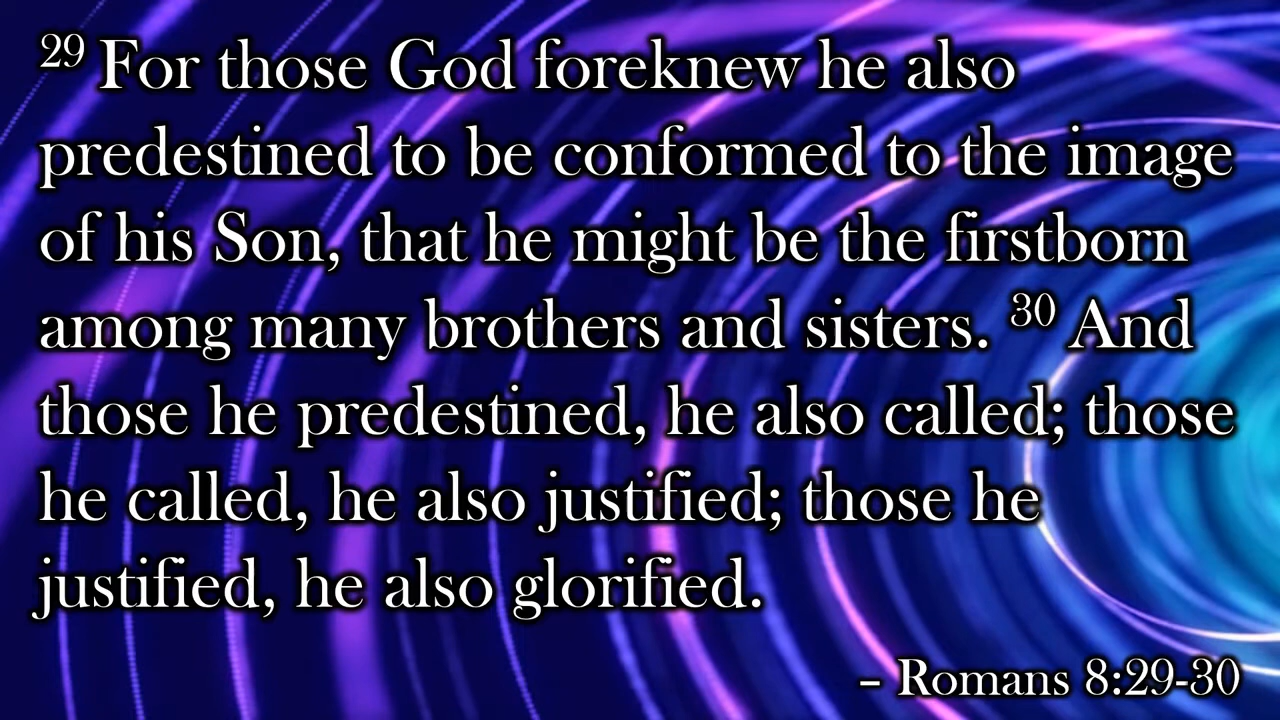 29 For those God foreknew he also
predestined to be conformed to the image
of his Son, that he might be the firstborn
among many brothers and sisters. 30 And
those he predestined, he also called; those
he called, he also justified; those he
justified, he also glorified.
– Romans 8:29-30